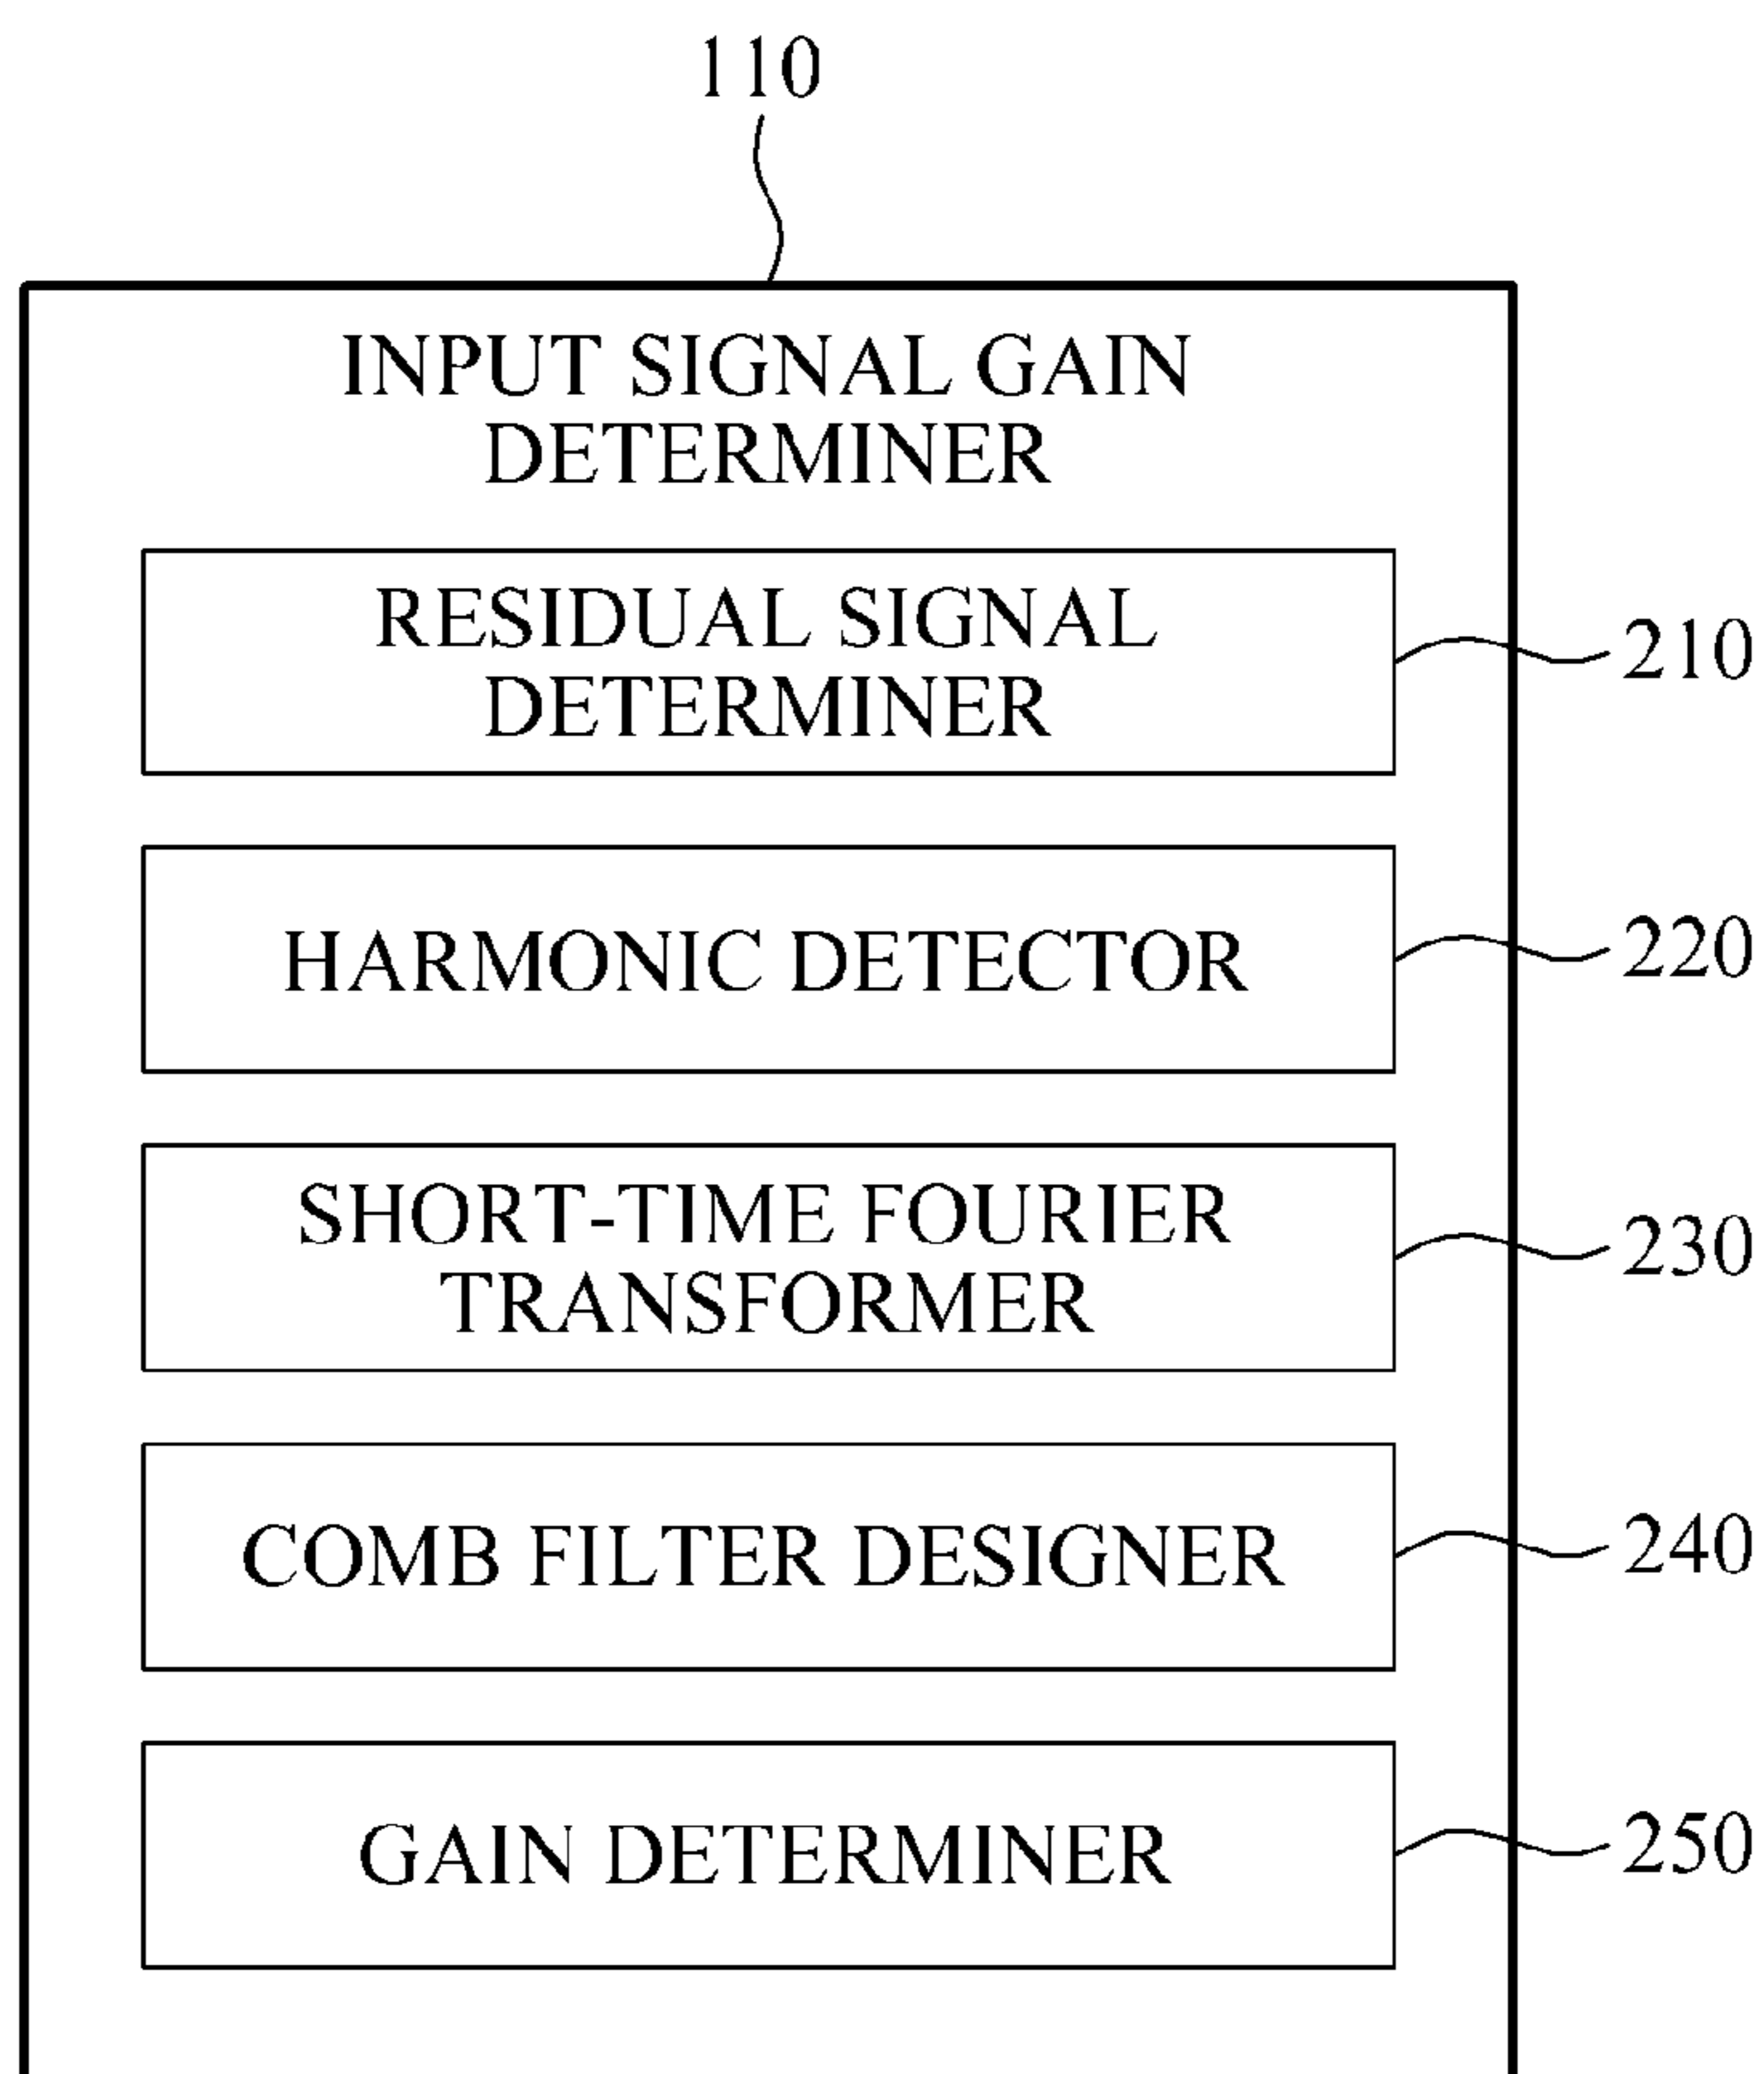 110
INPUT SIGNAL GAIN
DETERMINER
RESIDUAL SIGNAL
DETERMINER
210
HARMONIC DETECTOR
220
SHORT-TIME FOURIER
TRANSFORMER
230
COMB FILTER DESIGNER
240
GAIN DETERMINER
250